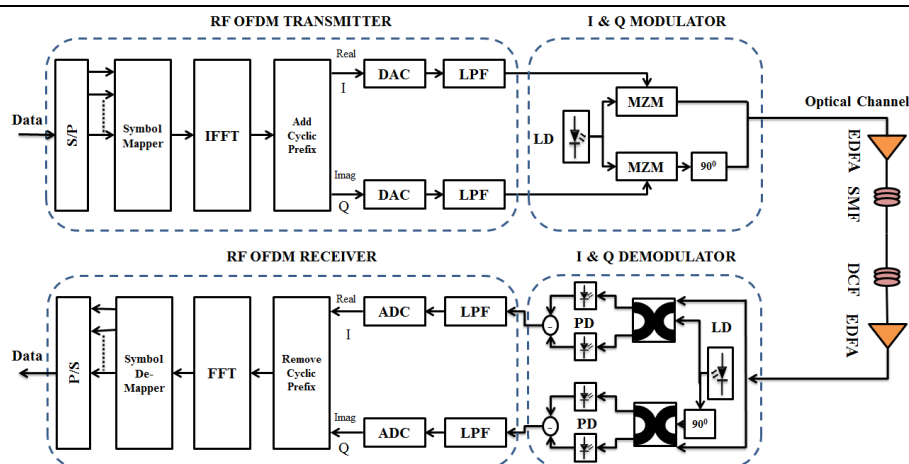 RF OFDM TRANSMITTER
I & Q MODULATOR
Data
S/P
Symbol
Mapper
IFFT
Add
Cyclic
Prefix
Real
I
DAC
LPF
Imag
Q
DAC
LPF
LD
MZM
MZM
90⁰
Optical Channel
EDFA
SMF
DCF
EDFA
RF OFDM RECEIVER
I & Q DEMODULATOR
Data
P/S
Symbol
De-
Mapper
FFT
Remove
Cyclic
Prefix
Real
I
ADC
LPF
Imag
Q
ADC
LPF
-
PD
LD
-
PD
90⁰